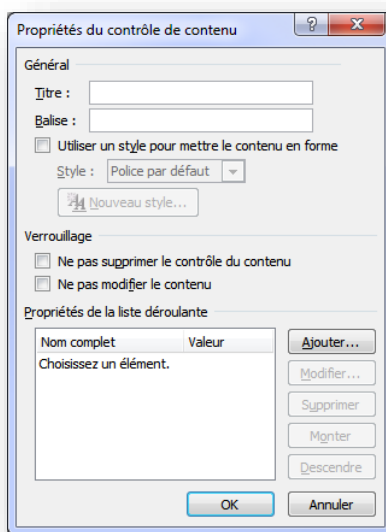 Propriétés du contrôle de contenu
Général
Titre :
Balise :
Utiliser un style pour mettre le contenu en forme
Style : Police par défaut
Nouveau style...
Verrouillage
Ne pas supprimer le contrôle du contenu
Ne pas modifier le contenu
Propriétés de la liste déroulante
Nom complet Valeur
Choisissez un élément.
Ajouter...
Modifier...
Supprimer
Monter
Descendre
OK Annuler